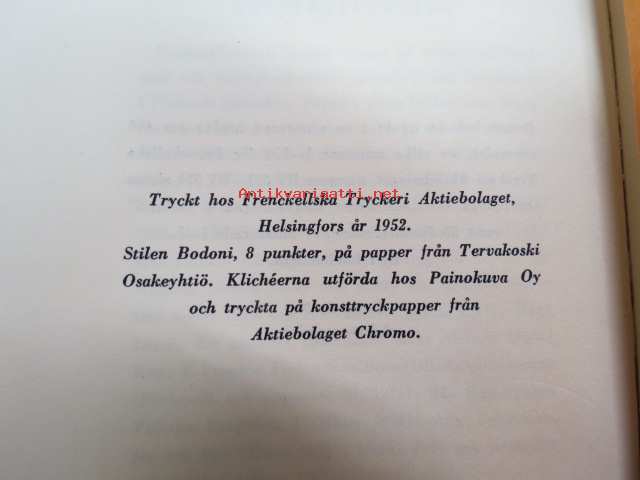 Tryckt hos Frenckellska Tryckeri Aktiebolaget,
Antikvariaatti.net
Helsingfors år 1952.
Stilen Bodoni, 8 punkter, på papper från Tervakoski
Osakeyhtiö. Klichéerna utförda hos Painokuva Oy
och tryckta på konsttryckpapper från
Aktiebolaget Chromo.